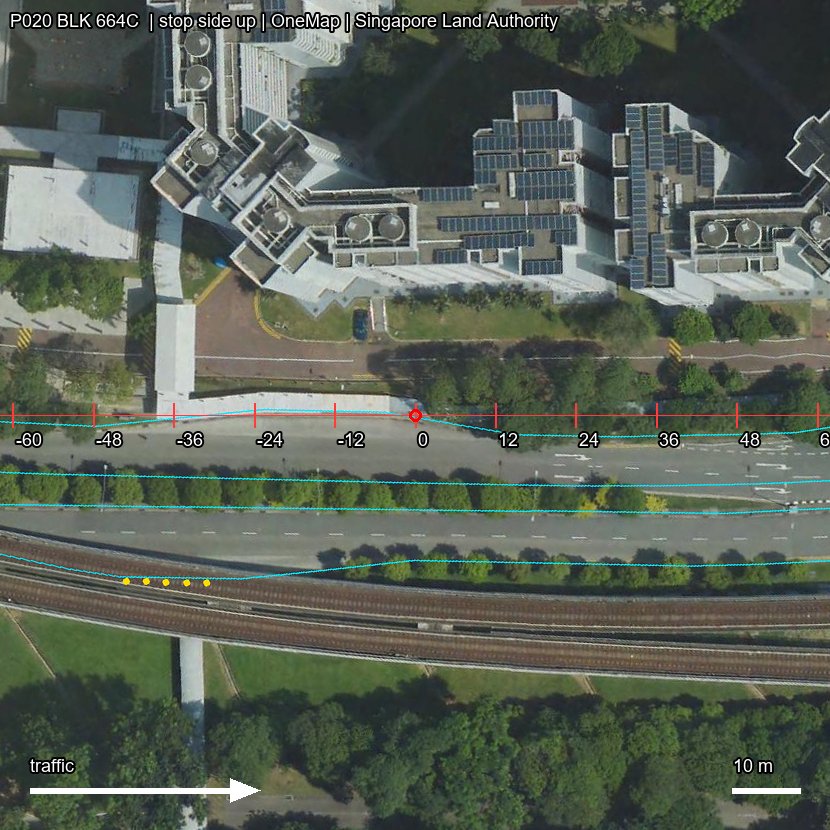 P020 BLK 664C | stop side up | OneMap | Singapore Land Authority
-60 -48 -36 -24 -12 0 12 24 36 48 6
traffic
10 m